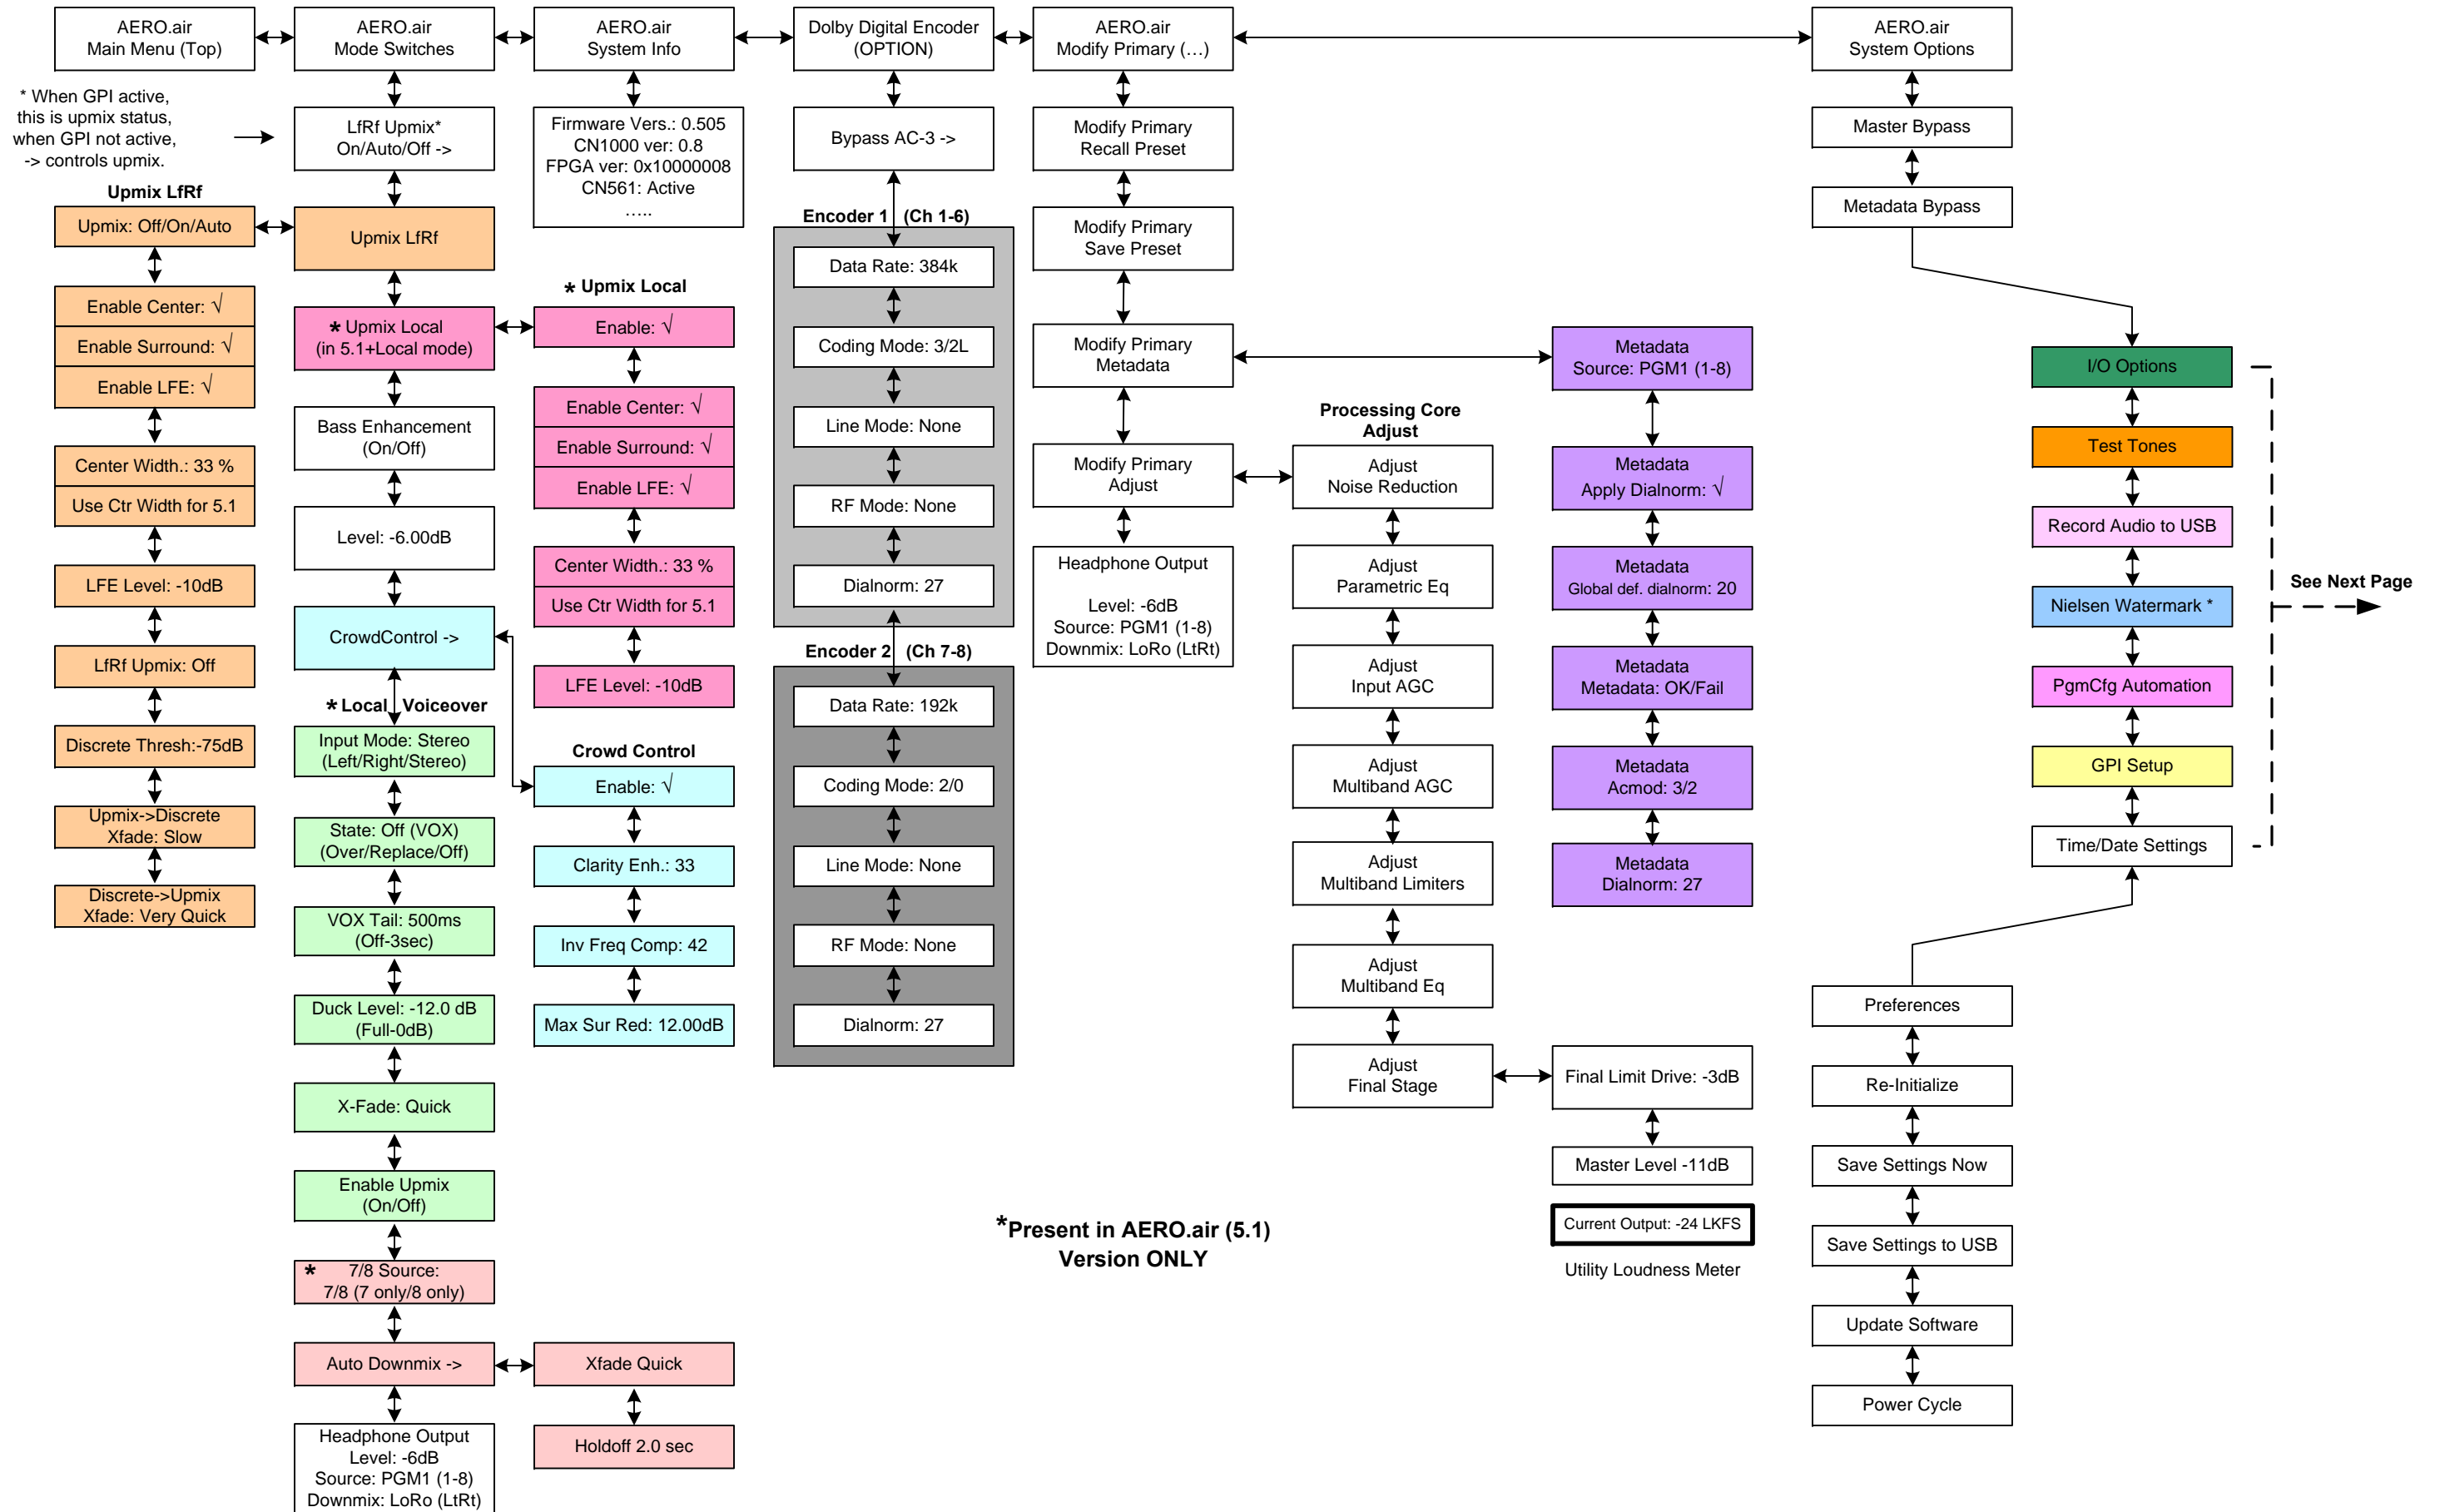 AERO.air
Main Menu (Top)
AERO.air
Mode Switches
AERO.air
System Info
Dolby Digital Encoder
(OPTION)
AERO.air
Modify Primary (…)
AERO.air
System Options
* When GPI active,
this is upmix status,
when GPI not active,
-> controls upmix.
Upmix LfRf
Upmix: Off/On/Auto
Enable Center: √
Enable Surround: √
Enable LFE: √
Center Width.: 33 %
Use Ctr Width for 5.1
LFE Level: -10dB
LfRf Upmix: Off
Discrete Thresh:-75dB
Upmix->Discrete
Xfade: Slow
Discrete->Upmix
Xfade: Very Quick
LfRf Upmix*
On/Auto/Off ->
Upmix LfRf
* Upmix Local
(in 5.1+Local mode)
Bass Enhancement
(On/Off)
Level: -6.00dB
CrowdControl ->
* Local Voiceover
Input Mode: Stereo
(Left/Right/Stereo)
State: Off (VOX)
(Over/Replace/Off)
VOX Tail: 500ms
(Off-3sec)
Duck Level: -12.0 dB
(Full-0dB)
X-Fade: Quick
Enable Upmix
(On/Off)
* 7/8 Source:
7/8 (7 only/8 only)
Auto Downmix ->
Headphone Output
Level: -6dB
Source: PGM1 (1-8)
Downmix: LoRo (LtRt)
Firmware Vers.: 0.505
CN1000 ver: 0.8
FPGA ver: 0x10000008
CN561: Active
…..
* Upmix Local
Enable: √
Enable Center: √
Enable Surround: √
Enable LFE: √
Center Width.: 33 %
Use Ctr Width for 5.1
LFE Level: -10dB
Crowd Control
Enable: √
Clarity Enh.: 33
Inv Freq Comp: 42
Max Sur Red: 12.00dB
Xfade Quick
Holdoff 2.0 sec
Bypass AC-3 ->
Encoder 1 (Ch 1-6)
Data Rate: 384k
Coding Mode: 3/2L
Line Mode: None
RF Mode: None
Dialnorm: 27
Encoder 2 (Ch 7-8)
Data Rate: 192k
Coding Mode: 2/0
Line Mode: None
RF Mode: None
Dialnorm: 27
Modify Primary
Recall Preset
Modify Primary
Save Preset
Modify Primary
Metadata
Modify Primary
Adjust
Headphone Output
Level: -6dB
Source: PGM1 (1-8)
Downmix: LoRo (LtRt)
*Present in AERO.air (5.1)
Version ONLY
Processing Core
Adjust
Adjust
Noise Reduction
Adjust
Parametric Eq
Adjust
Input AGC
Adjust
Multiband AGC
Adjust
Multiband Limiters
Adjust
Multiband Eq
Adjust
Final Stage
Metadata
Source: PGM1 (1-8)
Metadata
Apply Dialnorm: √
Metadata
Global def. dialnorm: 20
Metadata
Metadata: OK/Fail
Metadata
Acmod: 3/2
Metadata
Dialnorm: 27
Final Limit Drive: -3dB
Master Level -11dB
Current Output: -24 LKFS
Utility Loudness Meter
Master Bypass
Metadata Bypass
I/O Options
Test Tones
Record Audio to USB
Nielsen Watermark *
PgmCfg Automation
GPI Setup
Time/Date Settings
See Next Page
Preferences
Re-Initialize
Save Settings Now
Save Settings to USB
Update Software
Power Cycle